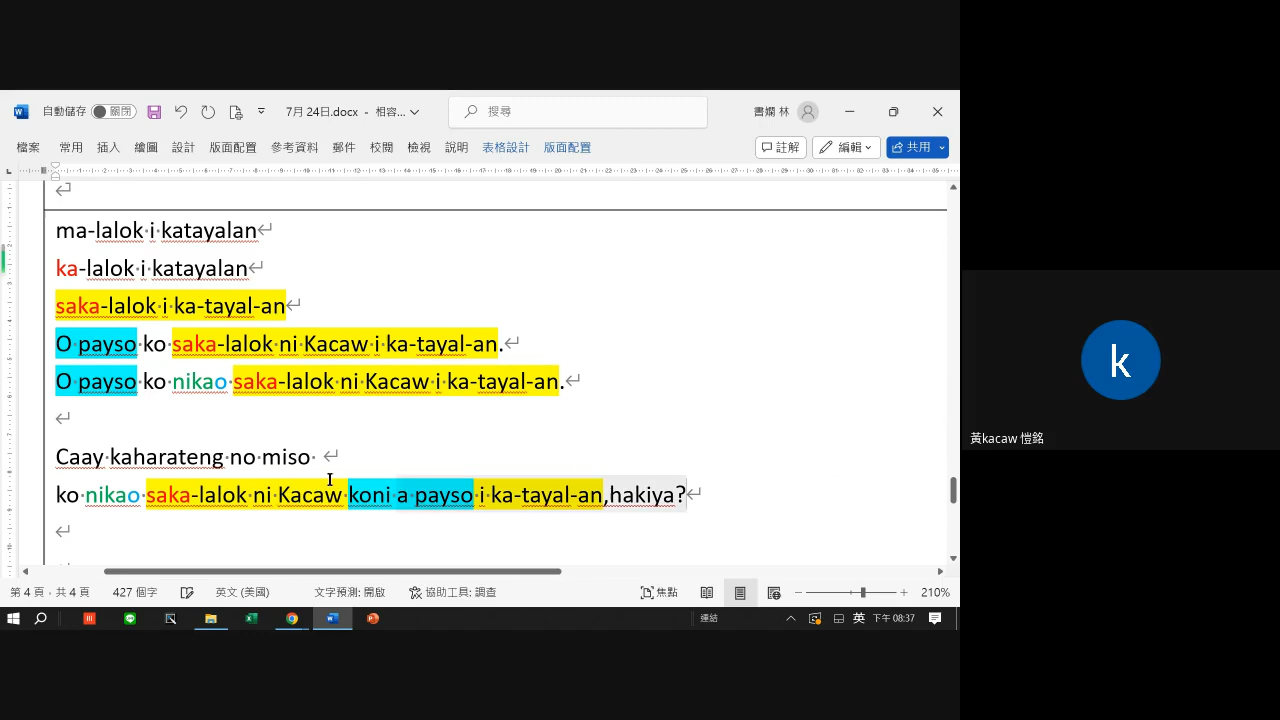 自動儲存 關閉 7月 24日.docx - 相容... 搜尋 書嫻 林
檔案 常用 插入 繪圖 設計 版面配置 參考資料 郵件 校閱 檢視 說明 表格設計 版面配置 註解 編輯 共用
ma-lalok i katayalan
ka-lalok i katayalan
saka-lalok i ka-tayal-an
O payso ko saka-lalok ni Kacaw i ka-tayal-an.
O payso ko nikao saka-lalok ni Kacaw i ka-tayal-an.
Caay kaharateng no miso
ko nikao saka-lalok ni Kacaw koni a payso i ka-tayal-an,hakiya?
k
黃kacaw 愷銘
第 4 頁，共 4 頁 427 個字 英文 (美國) 文字預測: 開啟 協助工具: 調查 焦點 210%
連結 英 下午 08:37